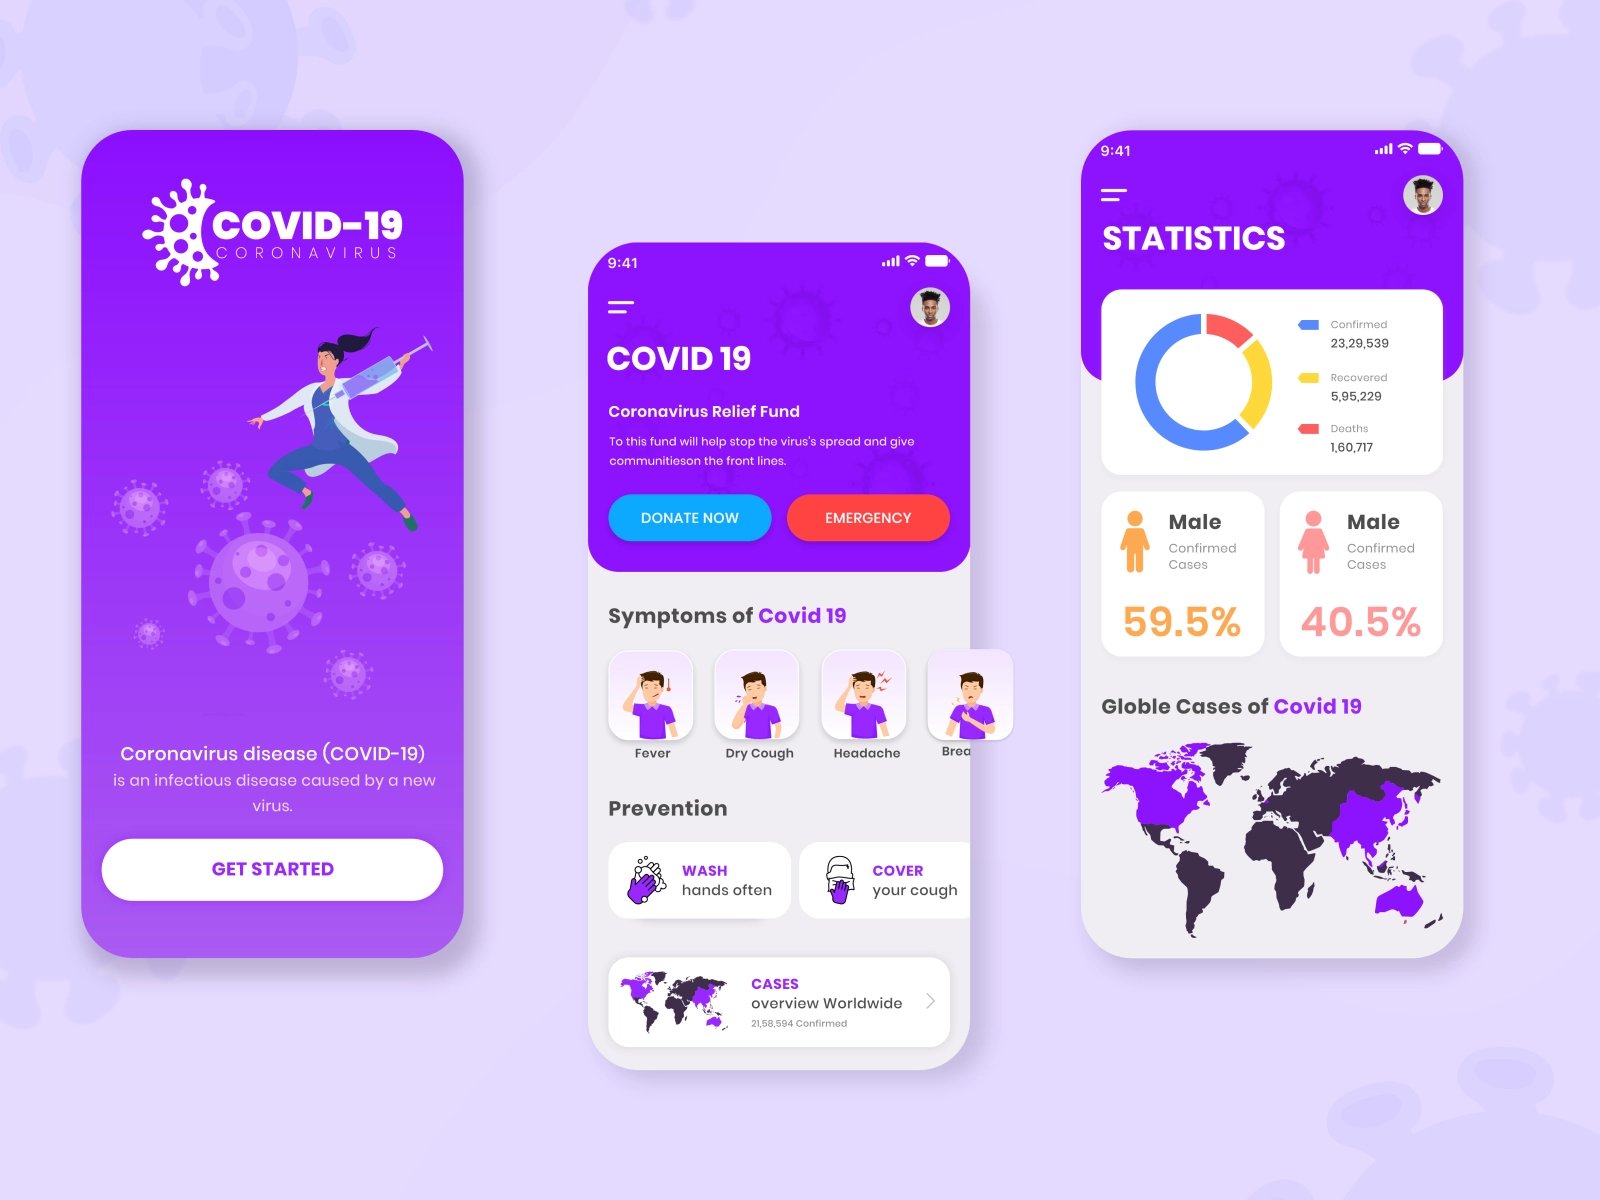 COVID-19
CORONAVIRUS
Coronavirus disease (COVID-19)
is an infectious disease caused by a new
virus.
GET STARTED
9:41
COVID 19
Coronavirus Relief Fund
To this fund will help stop the virus's spread and give
communitieson the front lines.
DONATE NOW
EMERGENCY
Symptoms of Covid 19
Fever
Dry Cough
Headache
Brea
Prevention
WASH
hands often
COVER
your cough
CASES
overview Worldwide
21,58,594 Confirmed
9:41
STATISTICS
Confirmed
23,29,539
Recovered
5,95,229
Deaths
1,60,717
Male
Confirmed
Cases
59.5%
Male
Confirmed
Cases
40.5%
Globle Cases of Covid 19